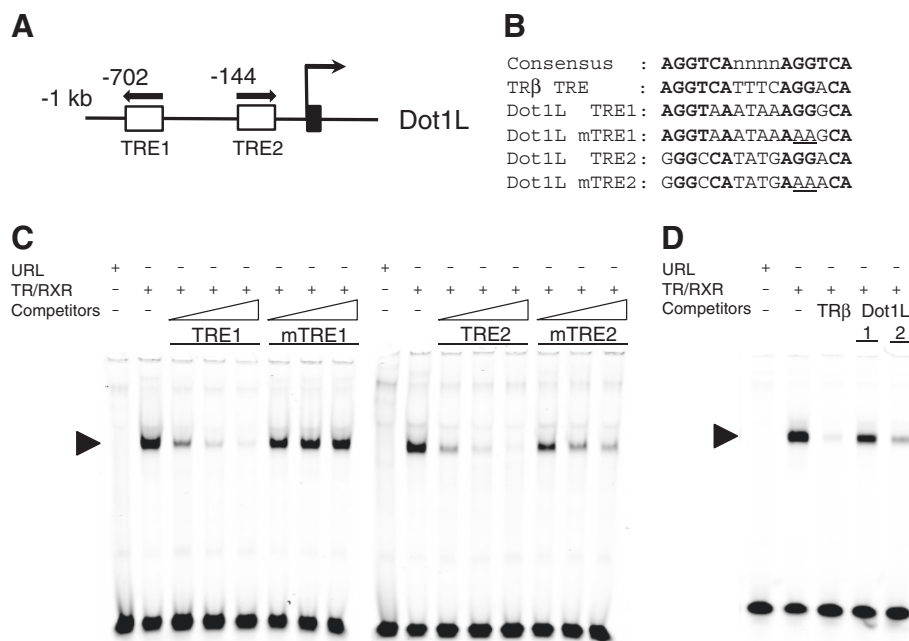 A
-702
-144
-1 kb
Dot1L
TRE1
TRE2
B
Consensus : AGGTCAnnnnAGGTCA
TRβ TRE : AGGTCATTTCAGGACA
Dot1L TRE1: AGGTAAATAAAGGGCA
Dot1L mTRE1: AGGTAAATAAAAAGCA
Dot1L TRE2: GGGCCATATGAGGACA
Dot1L mTRE2: GGGCCATATGAAAACA
C
URL + - - - - - - - + - - - - - - -
TR/RXR - + + + + + + + - + + + + + + +
Competitors - - - -
TRE1 mTRE1 TRE2 mTRE2
D
URL + - - - -
TR/RXR - + + + +
Competitors - - TRβ Dot1L
1 2